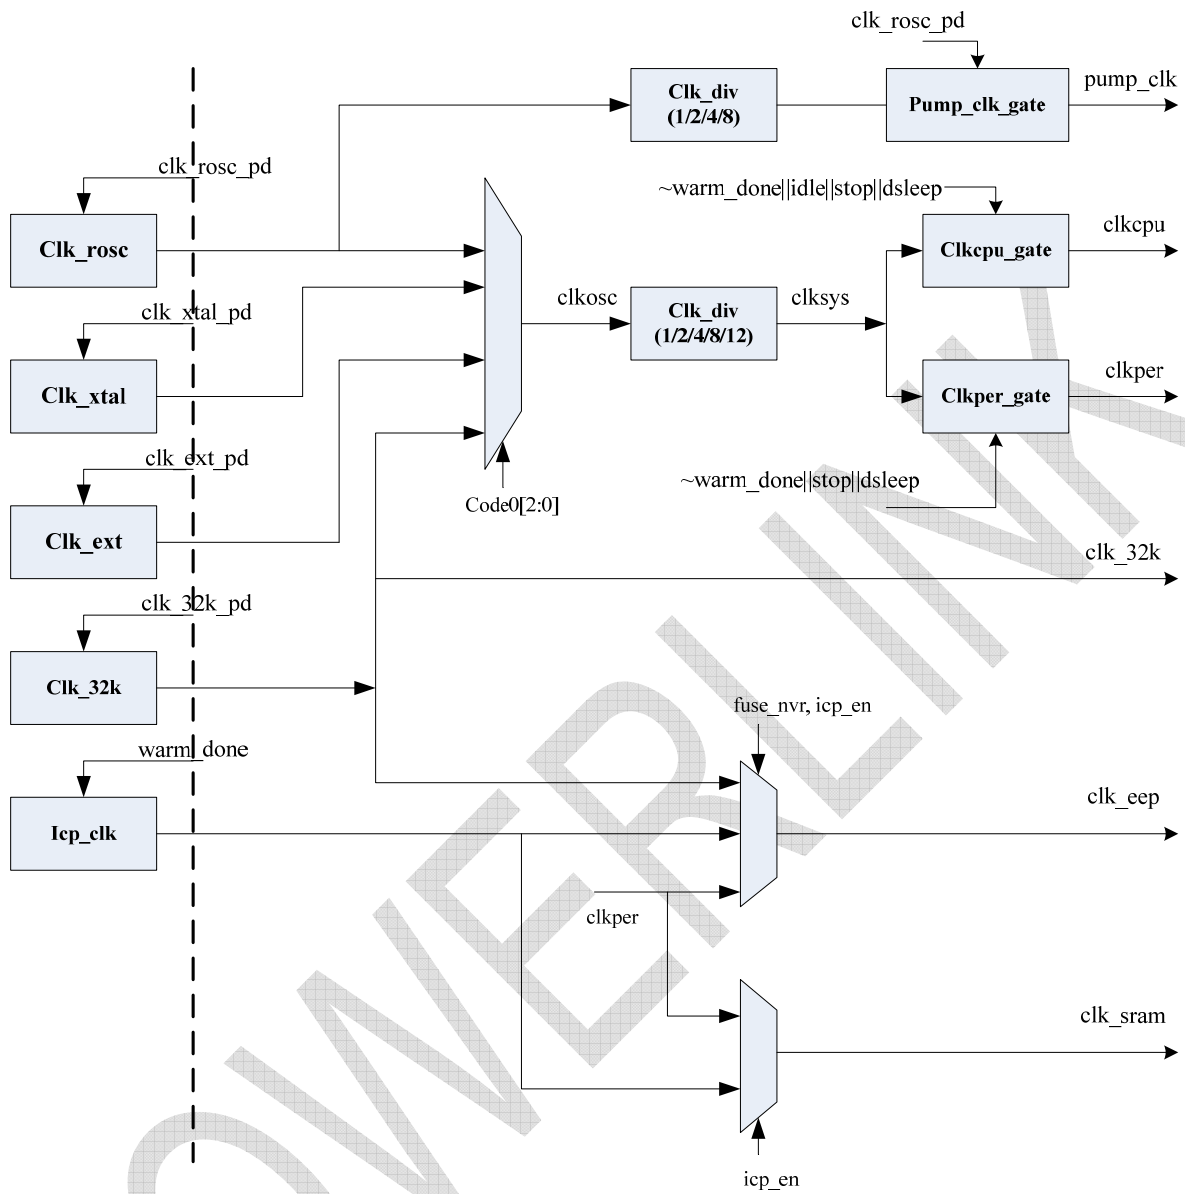 clk_rosc_pd
Clk_div
(1/2/4/8)
Pump_clk_gate
pump_clk
clk_rosc_pd
~warm_done||idle||stop||dsleep
Clk_rosc
Clkcpu_gate
clkcpu
clk_xtal_pd
clkosc
Clk_div
(1/2/4/8/12)
clksys
Clk_xtal
Clkper_gate
clkper
clk_ext_pd
~warm_done||stop||dsleep
Code0[2:0]
Clk_ext
clk_32k
clk_32k_pd
Clk_32k
fuse_nvr, icp_en
warm_done
clk_eep
Icp_clk
clkper
clk_sram
icp_en
POWERLINK